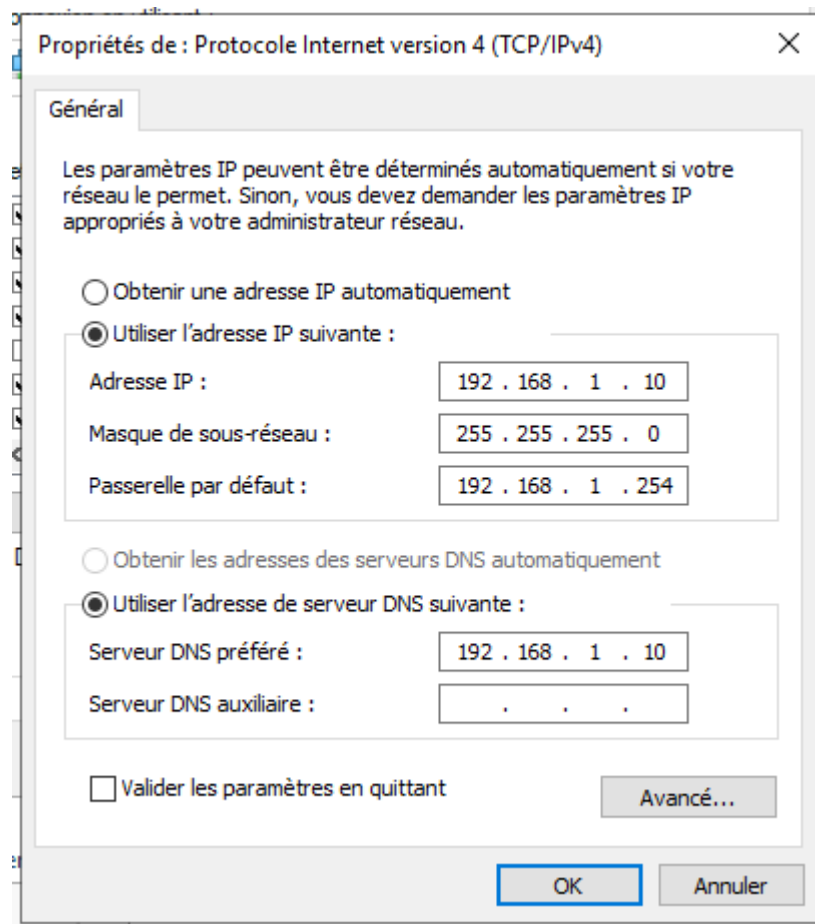 Propriétés de : Protocole Internet version 4 (TCP/IPv4)
Général
Les paramètres IP peuvent être déterminés automatiquement si votre
réseau le permet. Sinon, vous devez demander les paramètres IP
appropriés à votre administrateur réseau.
Obtenir une adresse IP automatiquement
Utiliser l’adresse IP suivante :
Adresse IP : 192 . 168 . 1 . 10
Masque de sous-réseau : 255 . 255 . 255 . 0
Passerelle par défaut : 192 . 168 . 1 . 254
Obtenir les adresses des serveurs DNS automatiquement
Utiliser l’adresse de serveur DNS suivante :
Serveur DNS préféré : 192 . 168 . 1 . 10
Serveur DNS auxiliaire : . . .
Valider les paramètres en quittant
Avancé...
OK Annuler